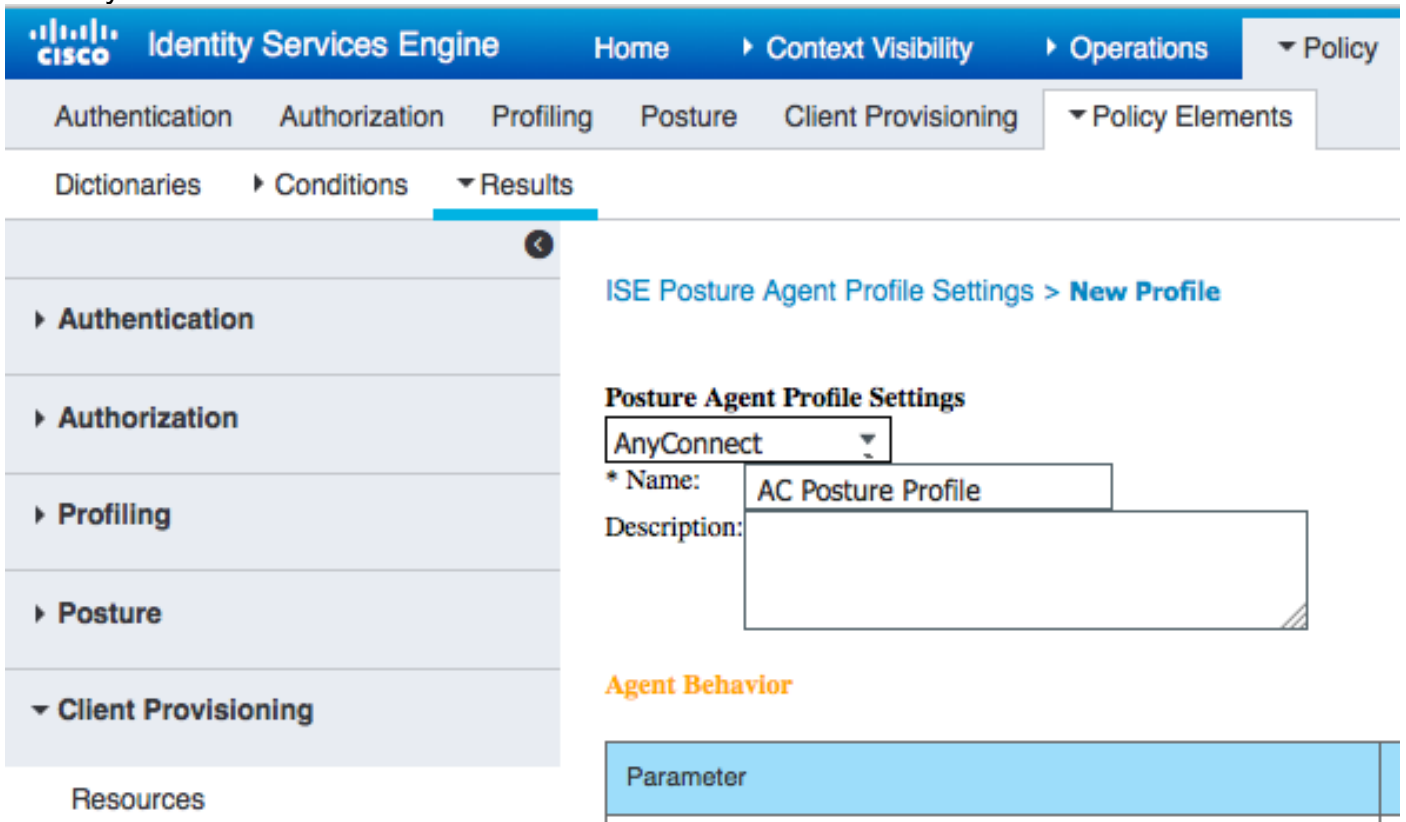 cisco Identity Services Engine Home Context Visibility Operations Policy
Authentication Authorization Profiling Posture Client Provisioning Policy Elements
Dictionaries Conditions Results
ISE Posture Agent Profile Settings > New Profile
Authentication
Authorization
Profiling
Posture
Client Provisioning
Resources
Posture Agent Profile Settings
AnyConnect
* Name: AC Posture Profile
Description:
Agent Behavior
Parameter